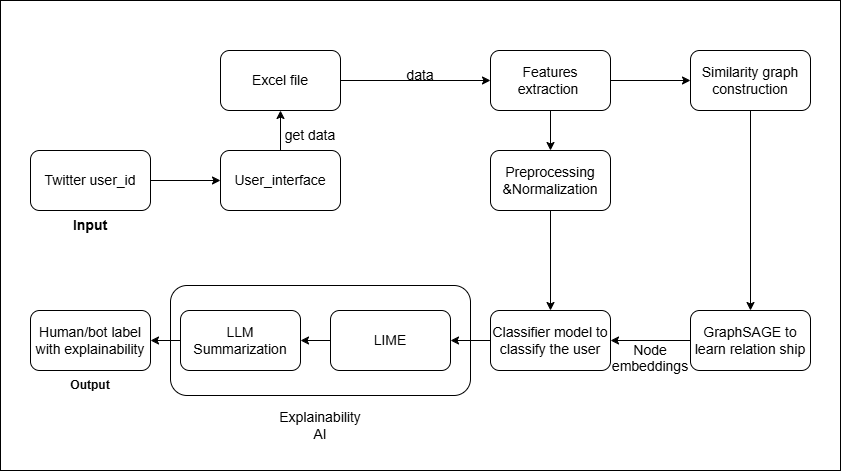 Excel file
data
Features
extraction
Similarity graph
construction
get data
Twitter user_id
User_interface
Preprocessing
&Normalization
Input
Human/bot label
with explainability
LLM
Summarization
LIME
Classifier model to
classify the user
GraphSAGE to
learn relation ship
Node
embeddings
Output
Explainability
AI